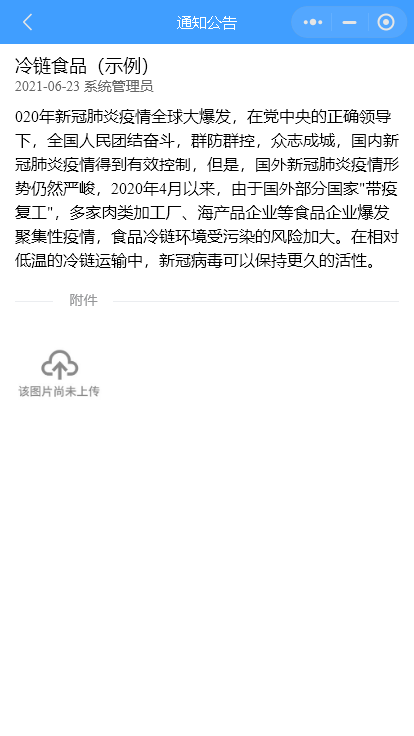 通知公告
冷链食品（示例）
2021-06-23 系统管理员
020年新冠肺炎疫情全球大爆发，在党中央的正确领导
下，全国人民团结奋斗，群防群控，众志成城，国内新
冠肺炎疫情得到有效控制，但是，国外新冠肺炎疫情形
势仍然严峻，2020年4月以来，由于国外部分国家"带疫
复工"，多家肉类加工厂、海产品企业等食品企业爆发
聚集性疫情，食品冷链环境受污染的风险加大。在相对
低温的冷链运输中，新冠病毒可以保持更久的活性。
附件
该图片尚未上传